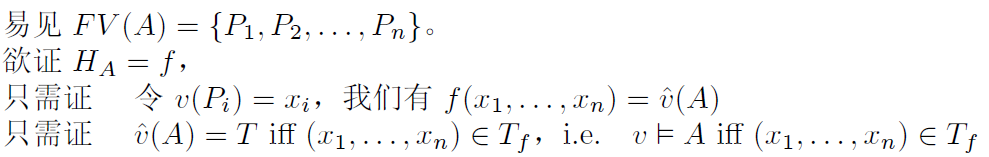 易见 $FV(A) = \{P_1, P_2, \ldots, P_n\}$。
欲证 $H_A = f$，
只需证 令 $v(P_i) = x_i$，我们有 $f(x_1, \ldots, x_n) = \hat{v}(A)$
只需证 $\hat{v}(A) = T$ iff $(x_1, \ldots, x_n) \in T_f$，i.e. $v \vDash A$ iff $(x_1, \ldots, x_n) \in T_f$